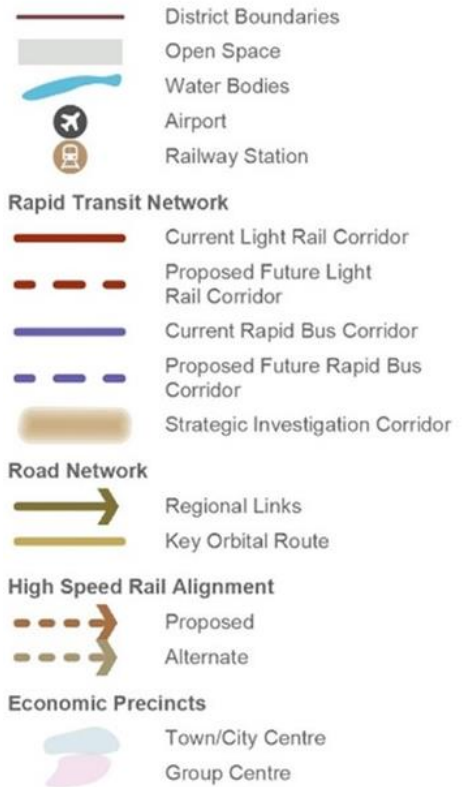 District Boundaries
Open Space
Water Bodies
Airport
Railway Station
Rapid Transit Network
Current Light Rail Corridor
Proposed Future Light
Rail Corridor
Current Rapid Bus Corridor
Proposed Future Rapid Bus
Corridor
Strategic Investigation Corridor
Road Network
Regional Links
Key Orbital Route
High Speed Rail Alignment
Proposed
Alternate
Economic Precincts
Town/City Centre
Group Centre